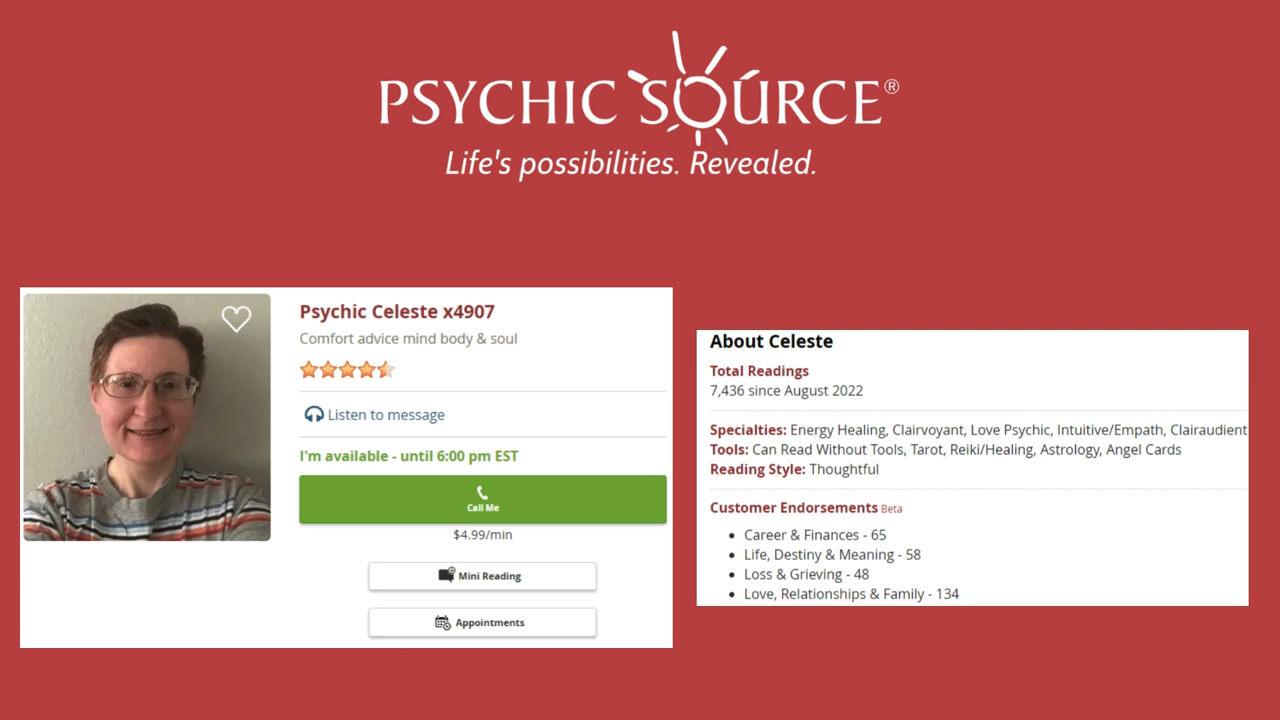 PSYCHIC SOURCE®
Life's possibilities. Revealed.
Psychic Celeste x4907
Comfort advice mind body & soul
Listen to message
I'm available - until 6:00 pm EST
Call Me
$4.99/min
Mini Reading
Appointments
About Celeste
Total Readings
7,436 since August 2022
Specialties: Energy Healing, Clairvoyant, Love Psychic, Intuitive/Empath, Clairaudient
Tools: Can Read Without Tools, Tarot, Reiki/Healing, Astrology, Angel Cards
Reading Style: Thoughtful
Customer Endorsements Beta
• Career & Finances - 65
• Life, Destiny & Meaning - 58
• Loss & Grieving - 48
• Love, Relationships & Family - 134